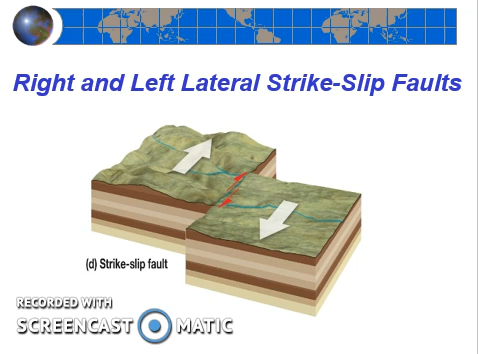 Right and Left Lateral Strike-Slip Faults
(d) Strike-slip fault
RECORDED WITH
SCREENCAST MATIC